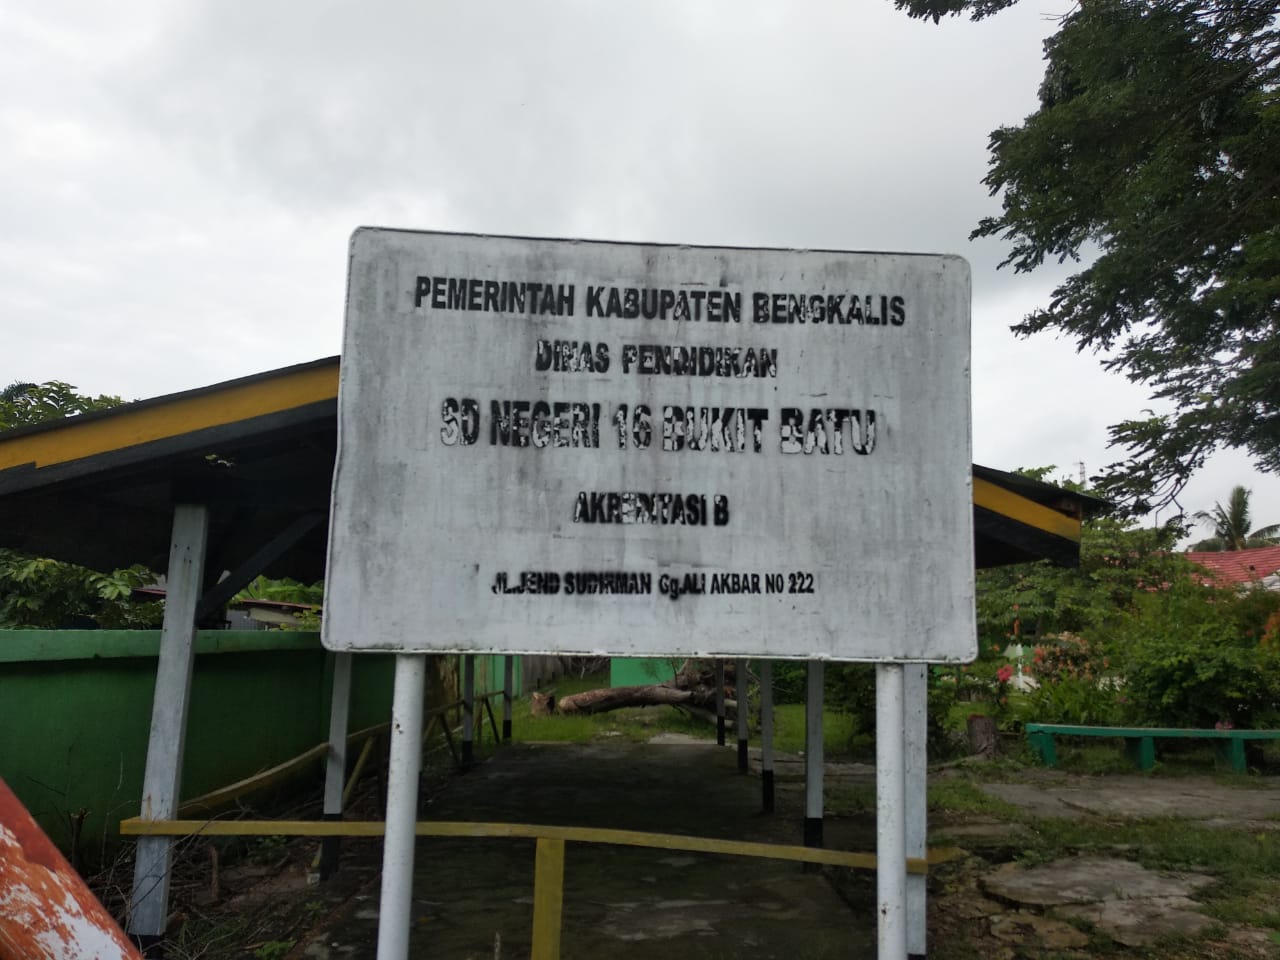 PEMERINTAH KABUPATEN BENGKALIS
DINAS PENDIDIKAN
SD NEGERI 16 BUKIT BATU
AKREDITASI B
JL.JEND SUDIRMAN Gg.ALI AKBAR NO 222